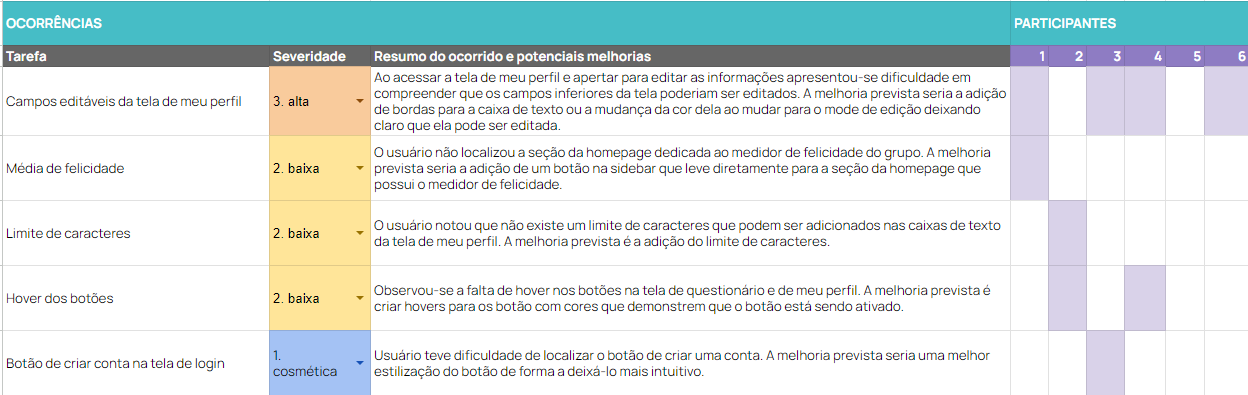 OCORRÊNCIAS PARTICIPANTES
Tarefa Severidade Resumo do ocorrido e potenciais melhorias 1 2 3 4 5 6
Campos editáveis da tela de meu perfil
3. alta
Ao acessar a tela de meu perfil e apertar para editar as informações apresentou-se dificuldade em
compreender que os campos inferiores da tela poderiam ser editados. A melhoria prevista seria a adição
de bordas para a caixa de texto ou a mudança da cor dela ao mudar para o mode de edição deixando
claro que ela pode ser editada.
Média de felicidade
2. baixa
O usuário não localizou a seção da homepage dedicada ao medidor de felicidade do grupo. A melhoria
prevista seria a adição de um botão na sidebar que leve diretamente para a seção da homepage que
possui o medidor de felicidade.
Limite de caracteres
2. baixa
O usuário notou que não existe um limite de caracteres que podem ser adicionados nas caixas de texto
da tela de meu perfil. A melhoria prevista é a adição do limite de caracteres.
Hover dos botões
2. baixa
Observou-se a falta de hover nos botões na tela de questionário e de meu perfil. A melhoria prevista é
criar hovers para os botão com cores que demonstrem que o botão está sendo ativado.
Botão de criar conta na tela de login
1.
cosmética
Usuário teve dificuldade de localizar o botão de criar uma conta. A melhoria prevista seria uma melhor
estilização do botão de forma a deixá-lo mais intuitivo.